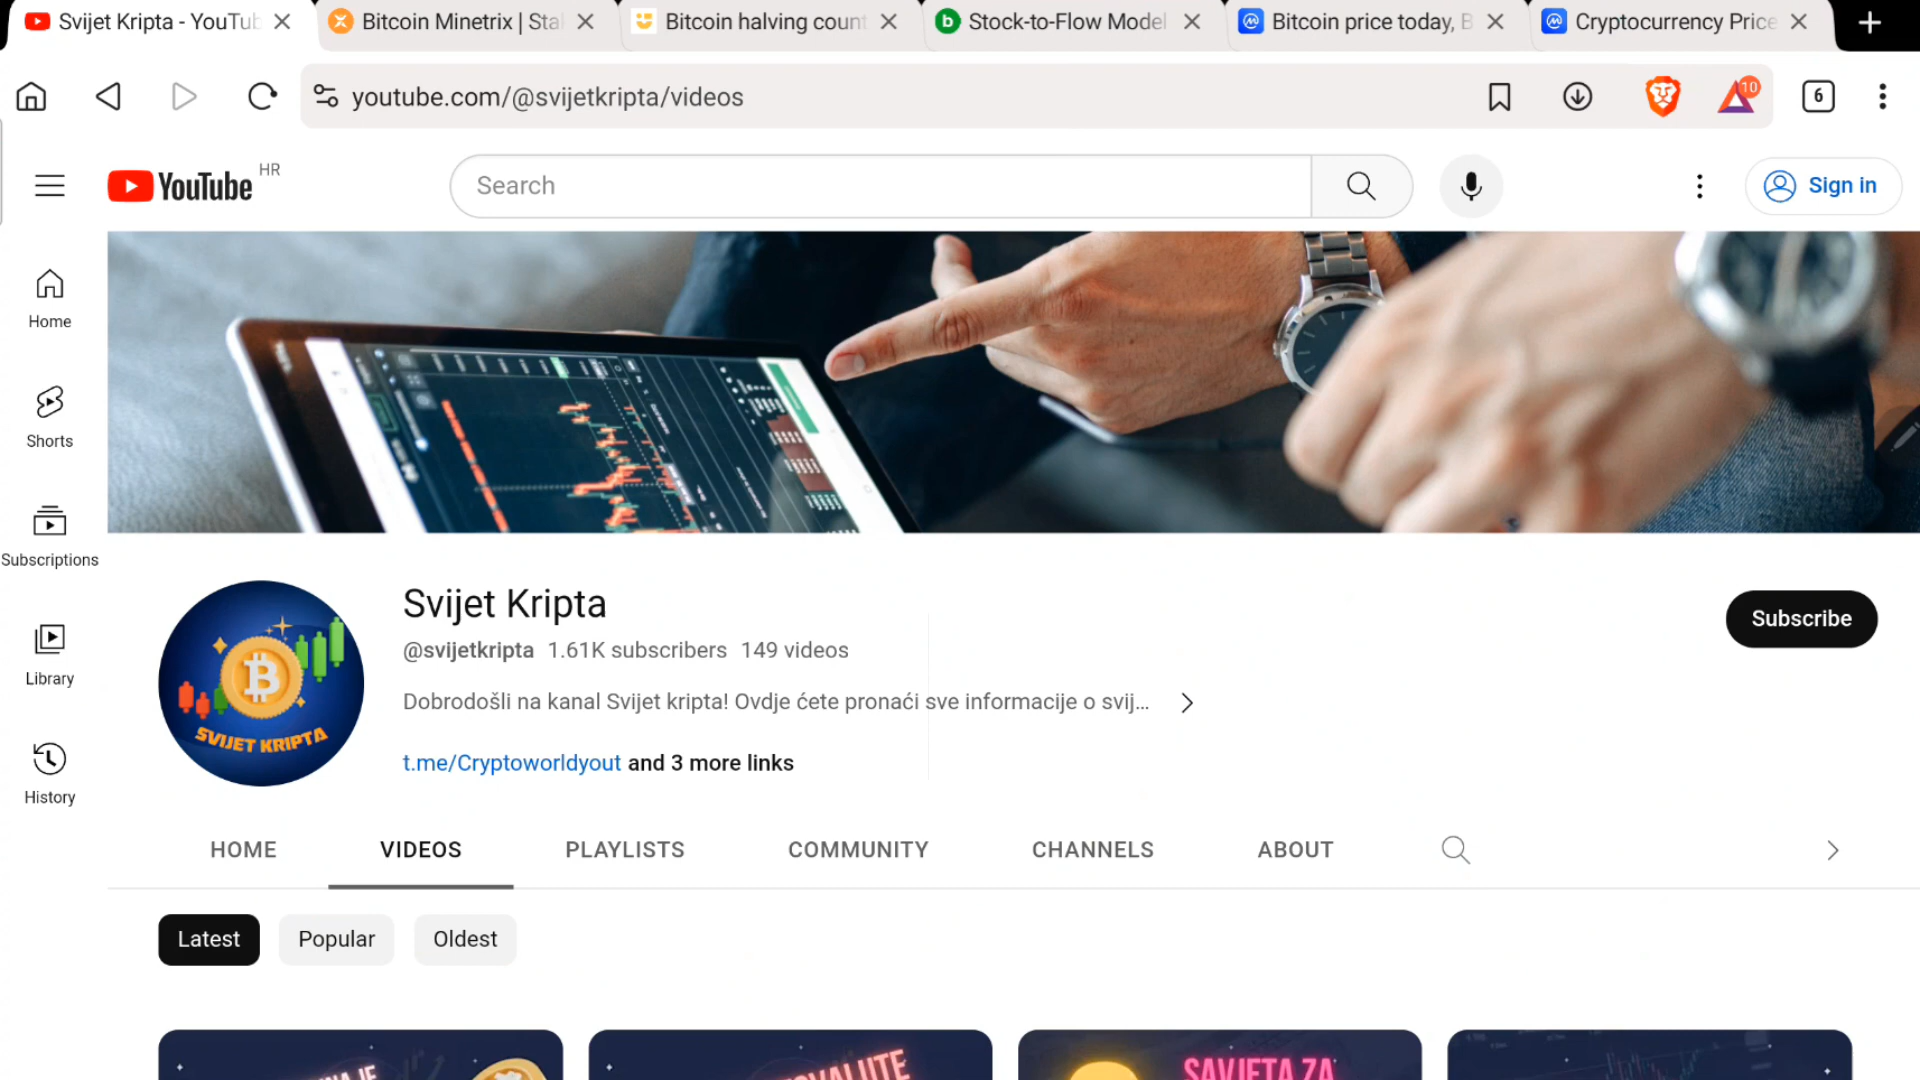 Svijet Kripta - YouTub
Bitcoin Minetrix | Sta
Bitcoin halving count
Stock-to-Flow Model
Bitcoin price today, B
Cryptocurrency Price
youtube.com/@svijetkripta/videos
10
6
YouTube HR
Search
Sign in
Home
Shorts
Subscriptions
Library
History
SVIJET KRIPTA
Svijet Kripta
@svijetkripta 1.61K subscribers 149 videos
Dobrodošli na kanal Svijet kripta! Ovdje ćete pronaći sve informacije o svij...
t.me/Cryptoworldyout and 3 more links
Subscribe
HOME
VIDEOS
PLAYLISTS
COMMUNITY
CHANNELS
ABOUT
Latest
Popular
Oldest
SAVJETA ZA